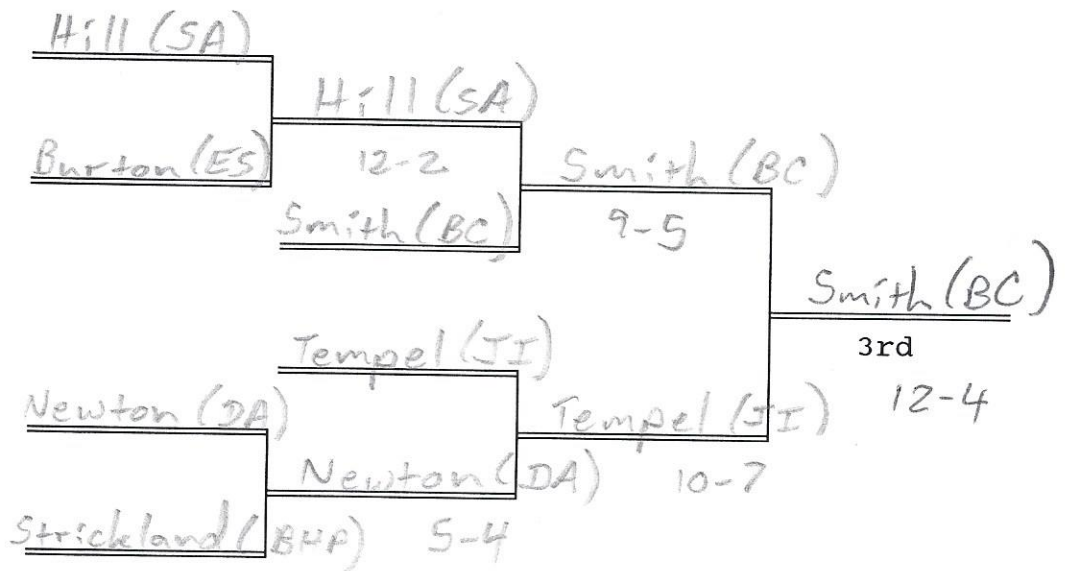 Hill (SA)
Hill (SA)
Burton (ES)
12-2
Smith (BC)
Smith (BC)
9-5
Smith (BC)
3rd
12-4
Tempel (JI)
Newton (DA)
Tempel (JI)
10-7
Newton (DA)
5-4
Strickland (BHP)